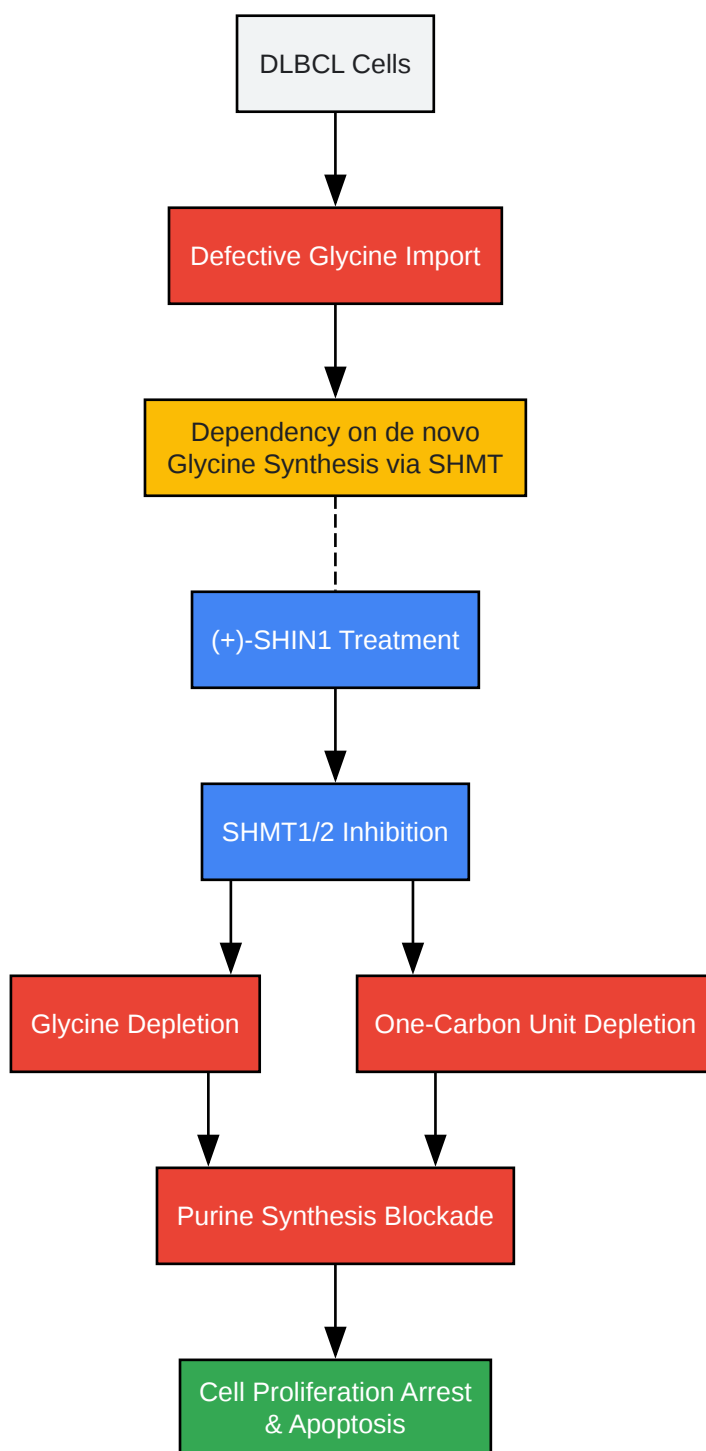 DLBCL Cells
Defective Glycine Import
Dependency on de novo
Glycine Synthesis via SHMT
(+)-SHIN1 Treatment
SHMT1/2 Inhibition
Glycine Depletion
One-Carbon Unit Depletion
Purine Synthesis Blockade
Cell Proliferation Arrest
& Apoptosis